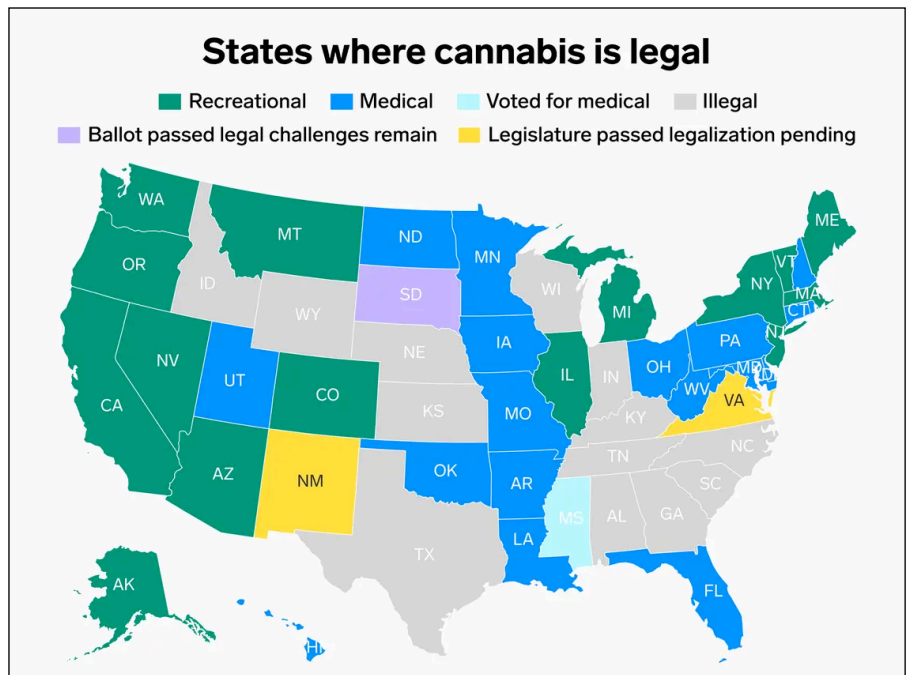 States where cannabis is legal
Recreational Medical Voted for medical Illegal
Ballot passed legal challenges remain Legislature passed legalization pending
WA
MT
ND
MN
ME
OR
ID
SD
WI
VT
NY
MA
WY
MI
CT
NV
UT
NE
IA
PA
NJ
CA
CO
KS
MO
IL
IN
OH
WV
MD
VA
KY
AZ
NM
OK
AR
TN
NC
SC
TX
LA
MS
AL
GA
AK
HI
FL